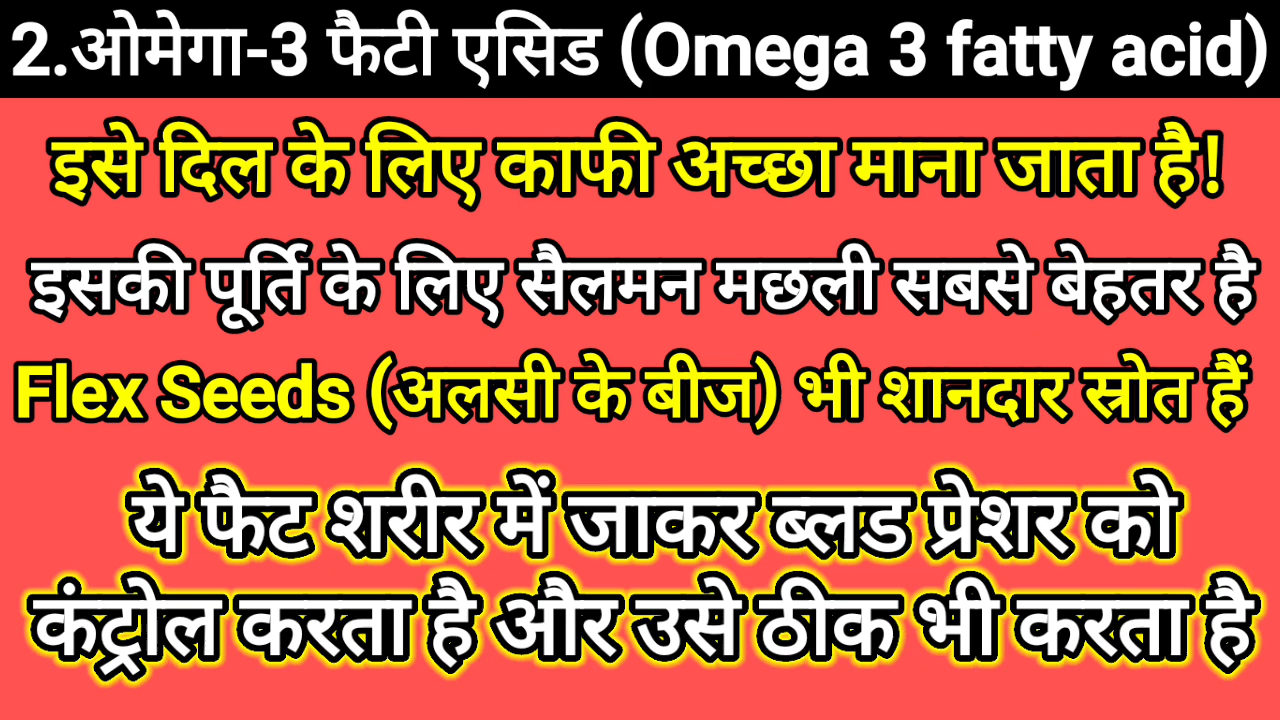 2.ओमेगा-3 फैटी एसिड (Omega 3 fatty acid)
इसे दिल के लिए काफी अच्छा माना जाता है!
इसकी पूर्ति के लिए सैलमन मछली सबसे बेहतर है
Flex Seeds (अलसी के बीज) भी शानदार स्रोत हैं
ये फैट शरीर में जाकर ब्लड प्रेशर को
कंट्रोल करता है और उसे ठीक भी करता है